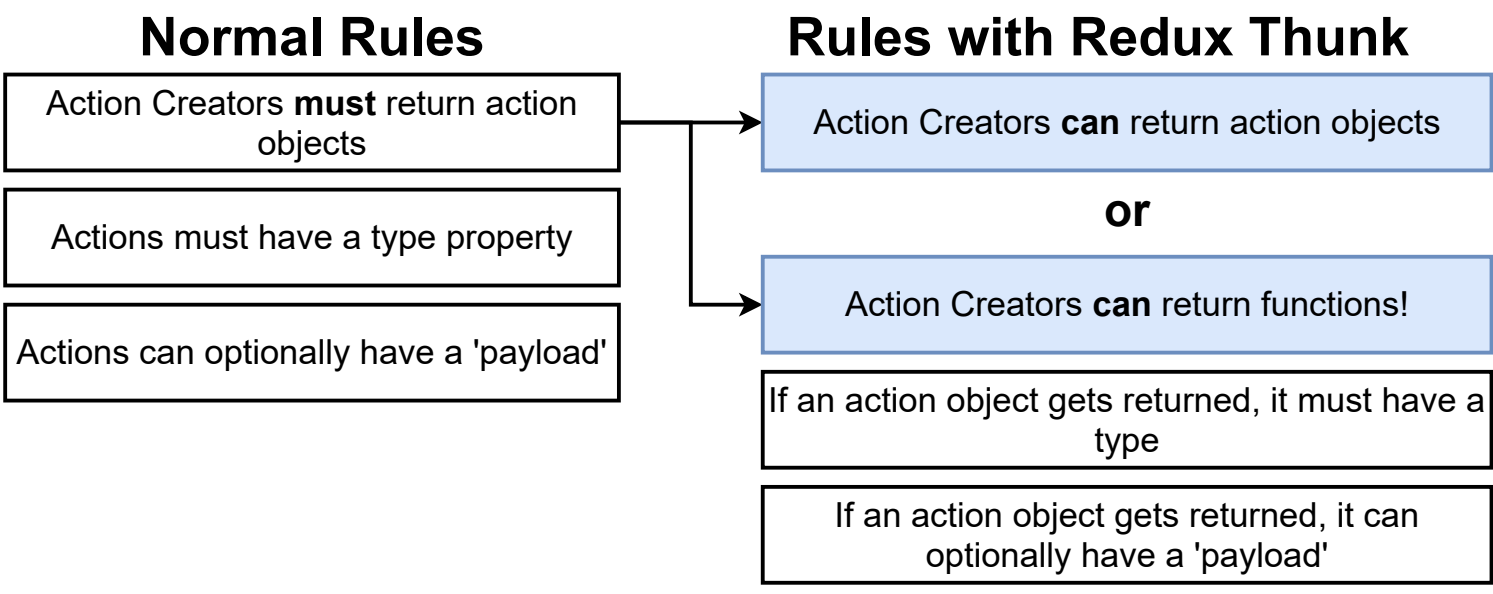 Normal Rules
Action Creators must return action
objects
Actions must have a type property
Actions can optionally have a 'payload'
Rules with Redux Thunk
Action Creators can return action objects
or
Action Creators can return functions!
If an action object gets returned, it must have a
type
If an action object gets returned, it can
optionally have a 'payload'